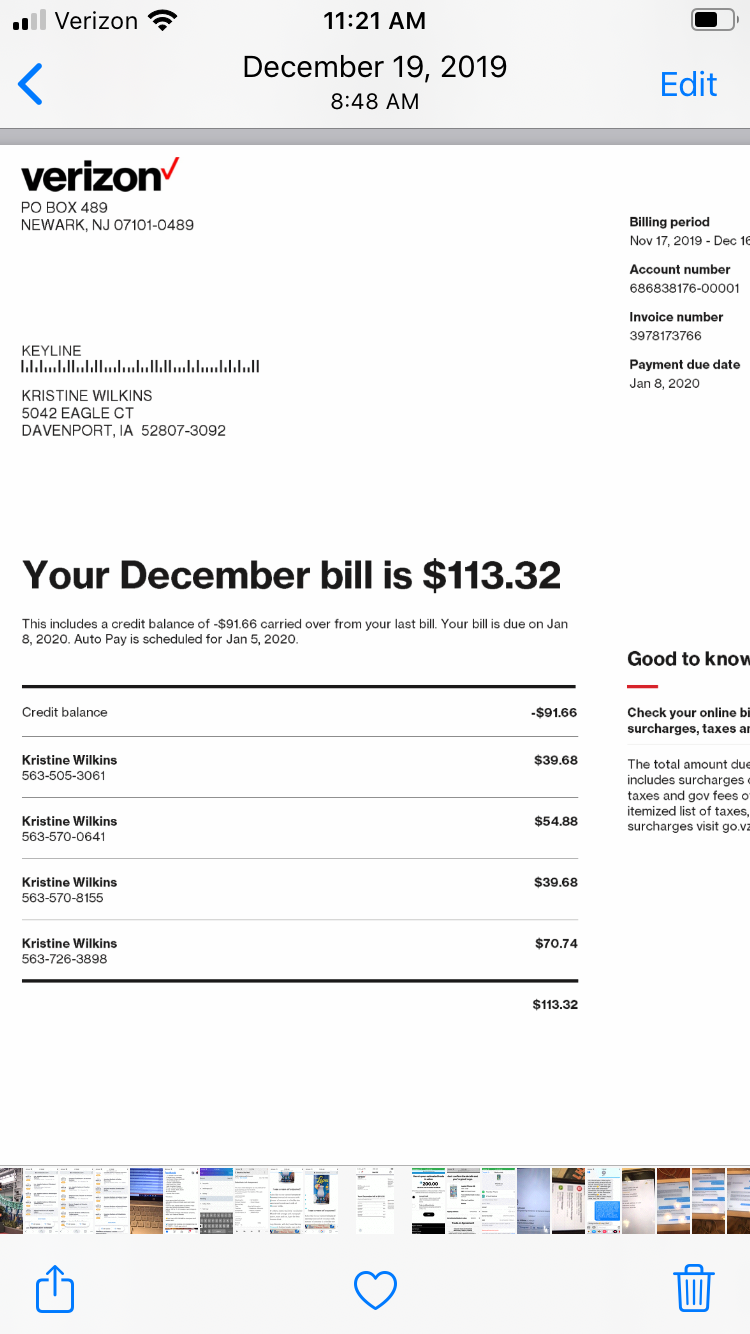 Verizon
11:21 AM
December 19, 2019
8:48 AM
Edit
verizon
PO BOX 489
NEWARK, NJ 07101-0489
Billing period
Nov 17, 2019 - Dec 16
Account number
686838176-00001
Invoice number
3978173766
Payment due date
Jan 8, 2020
KEYLINE
KRISTINE WILKINS
5042 EAGLE CT
DAVENPORT, IA 52807-3092
Your December bill is $113.32
This includes a credit balance of -$91.66 carried over from your last bill. Your bill is due on Jan
8, 2020. Auto Pay is scheduled for Jan 5, 2020.
Credit balance -$91.66
Kristine Wilkins $39.68
563-505-3061
Kristine Wilkins $54.88
563-570-0641
Kristine Wilkins $39.68
563-570-8155
Kristine Wilkins $70.74
563-726-3898
$113.32
Good to know
Check your online bi
surcharges, taxes an
The total amount due
includes surcharges o
taxes and gov fees o
itemized list of taxes,
surcharges visit go.vz